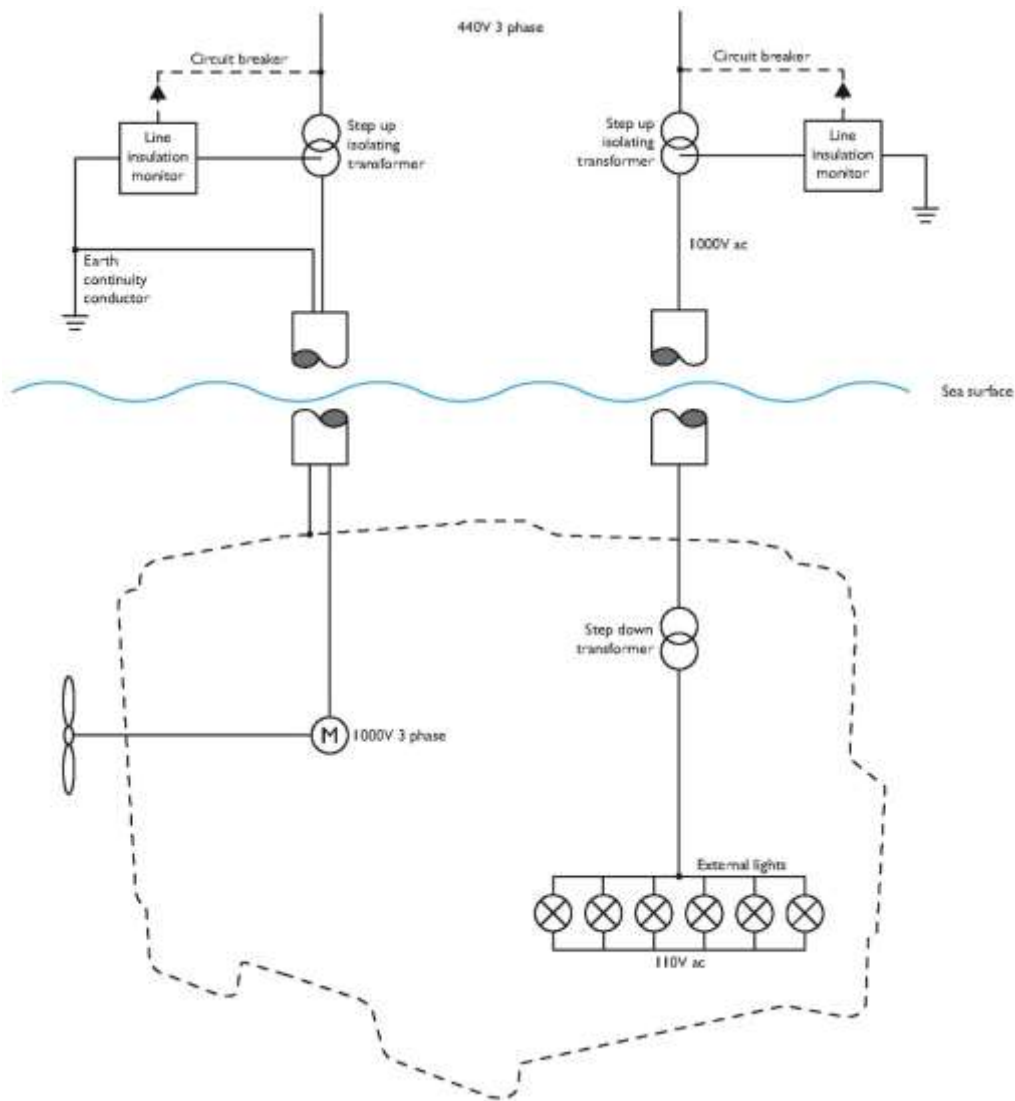 440V 3 phase
Circuit breaker
Circuit breaker
Line
insulation
monitor
Step up
isolating
transformer
Step up
isolating
transformer
Line
insulation
monitor
1000V ac
Earth
continuity
conductor
Sea surface
Step down
transformer
M
1000V 3 phase
External lights
110V ac